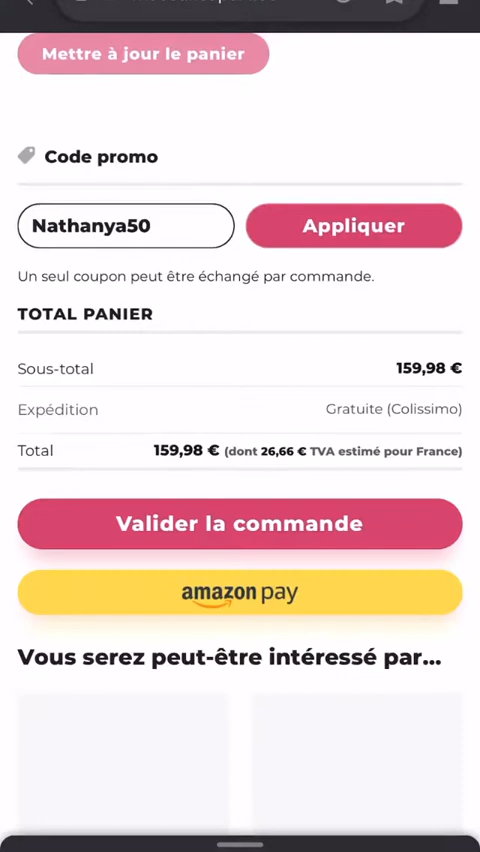 Mettre à jour le panier
Code promo
Nathanya50
Appliquer
Un seul coupon peut être échangé par commande.
TOTAL PANIER
Sous-total 159,98 €
Expédition Gratuite (Colissimo)
Total 159,98 € (dont 26,66 € TVA estimé pour France)
Valider la commande
amazon pay
Vous serez peut-être intéressé par...